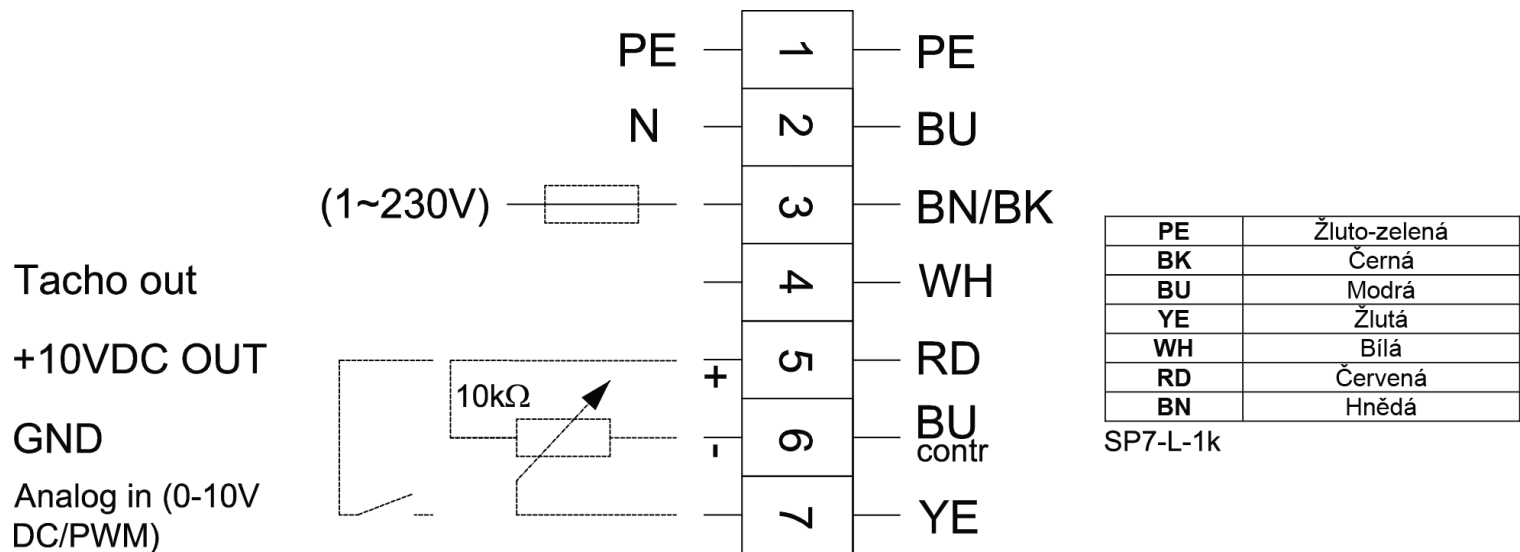 PE 1 PE
N 2 BU
(1~230V) 3 BN/BK
Tacho out 4 WH
+10VDC OUT + 5 RD
10kΩ
GND - 6 BU
contr
Analog in (0-10V
DC/PWM) 7 YE
PE Žluto-zelená
BK Černá
BU Modrá
YE Žlutá
WH Bílá
RD Červená
BN Hnědá
SP7-L-1k